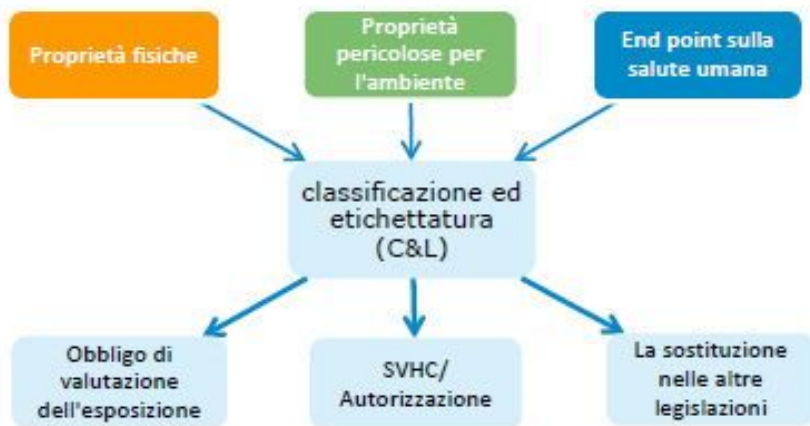 Proprietà fisiche
Proprietà
pericolose per
l'ambiente
End point sulla
salute umana
classificazione ed
etichettatura
(C&L)
Obbligo di
valutazione
dell'esposizione
SVHC/
Autorizzazione
La sostituzione
nelle altre
legislazioni